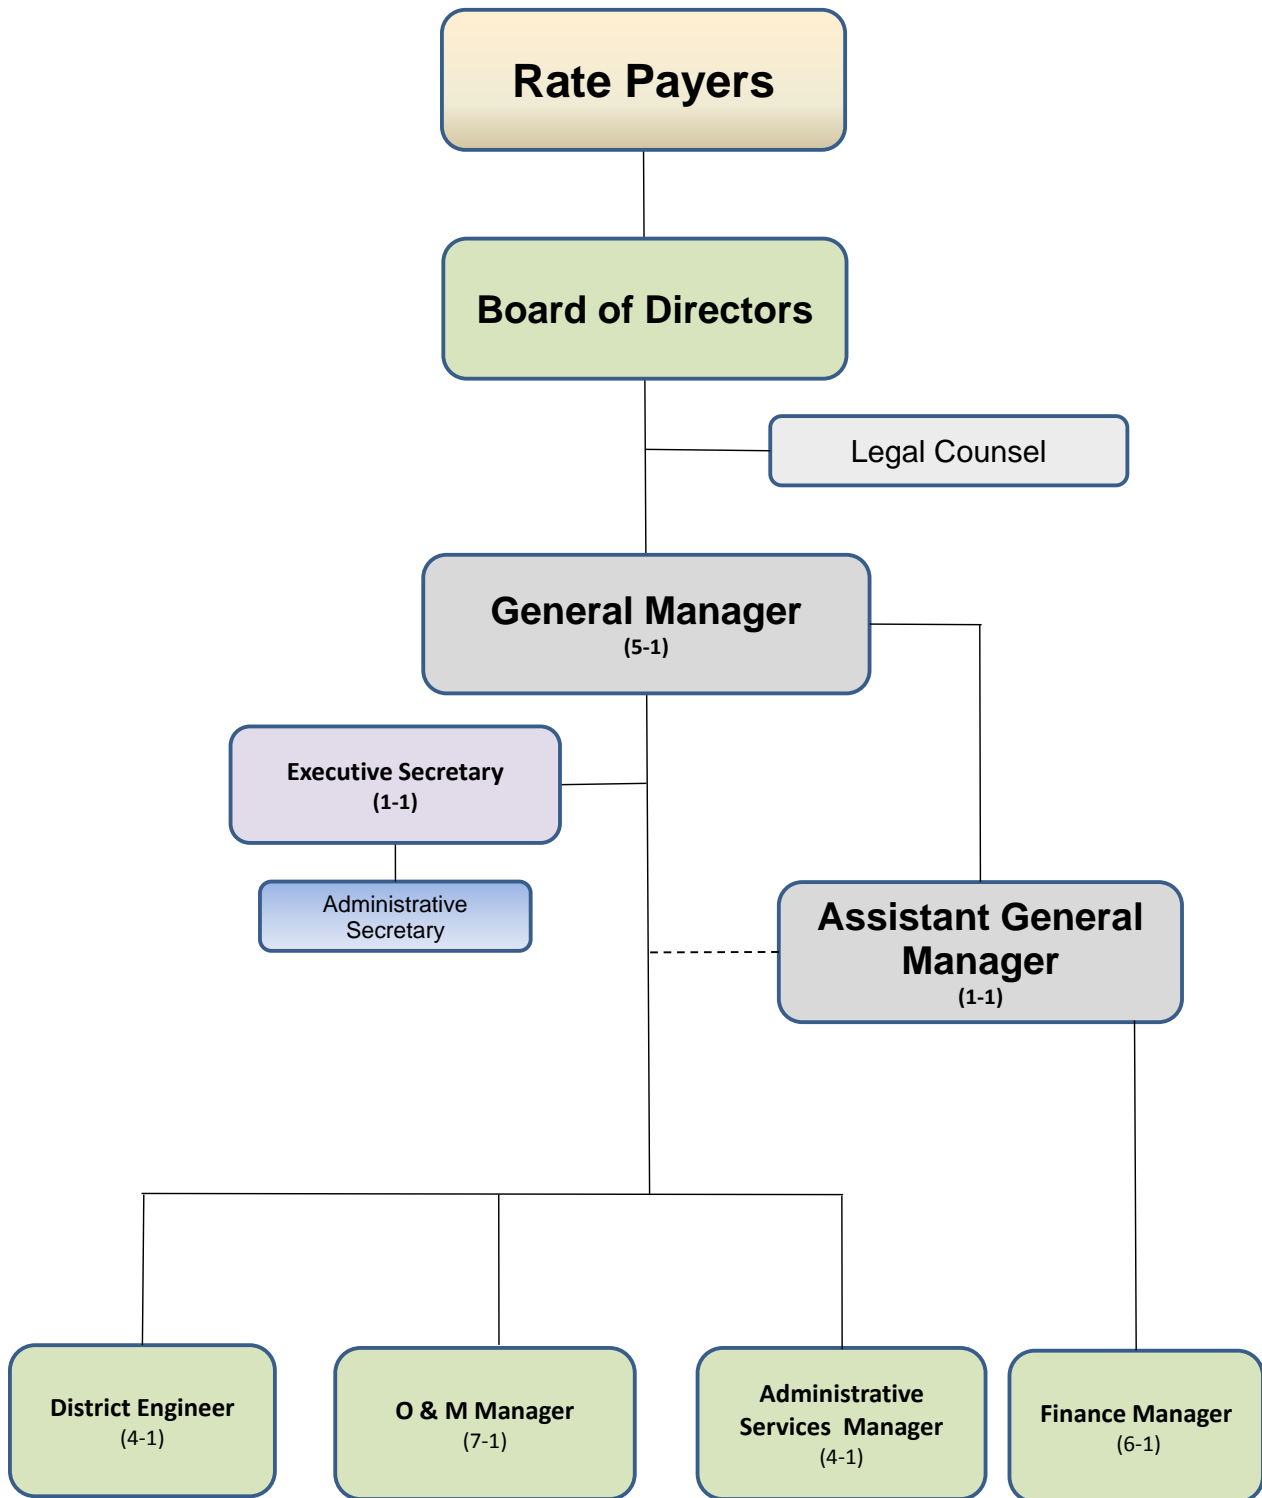 Rate Payers
Board of Directors
Legal Counsel
General Manager
(5-1)
Executive Secretary
(1-1)
Administrative
Secretary
Assistant General
Manager
(1-1)
District Engineer
(4-1)
O & M Manager
(7-1)
Administrative
Services  Manager
(4-1)
Finance Manager
(6-1)